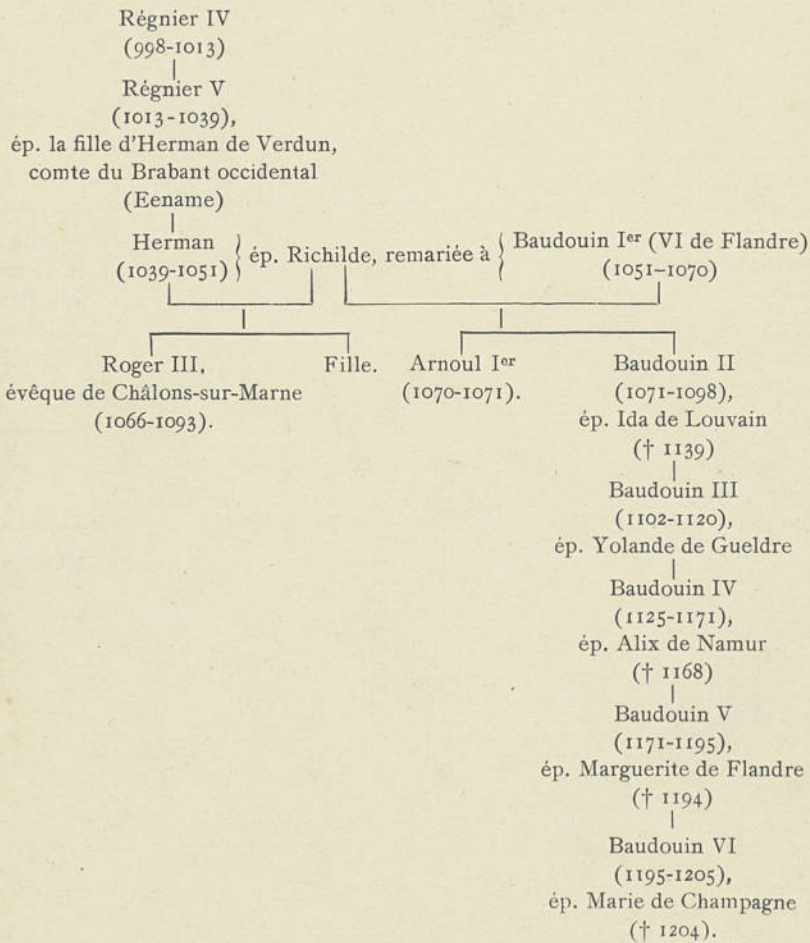 Régnier IV
(998-1013)
Régnier V
(1013-1039),
ép. la fille d'Herman de Verdun,
comte du Brabant occidental
(Eename)
Herman
(1039-1051)
ép. Richilde, remariée à
Baudouin Iᵉʳ (VI de Flandre)
(1051-1070)
Roger III,
évêque de Châlons-sur-Marne
(1066-1093).
Fille.
Arnoul Iᵉʳ
(1070-1071).
Baudouin II
(1071-1098),
ép. Ida de Louvain
(† 1139)
Baudouin III
(1102-1120),
ép. Yolande de Gueldre
Baudouin IV
(1125-1171),
ép. Alix de Namur
(† 1168)
Baudouin V
(1171-1195),
ép. Marguerite de Flandre
(† 1194)
Baudouin VI
(1195-1205),
ép. Marie de Champagne
(† 1204).